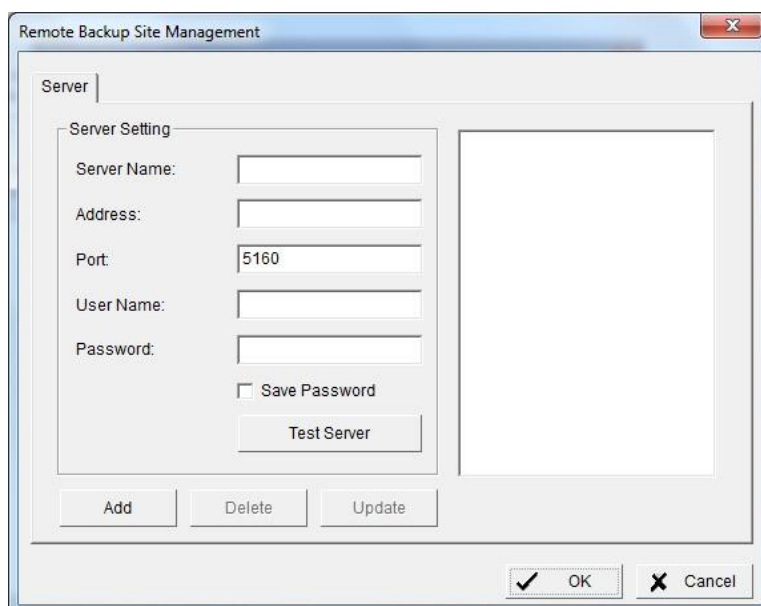 Remote Backup Site Management
Server
Server Setting
Server Name:
Address:
Port: 5160
User Name:
Password:
Save Password
Test Server
Add Delete Update
OK Cancel